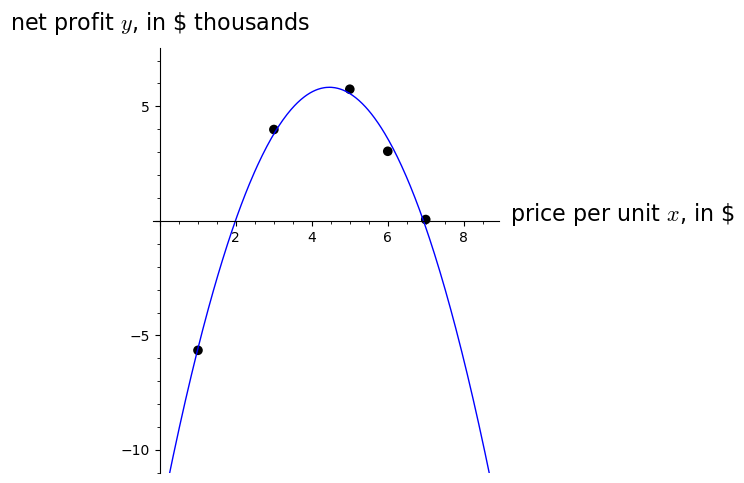 net profit y, in $ thousands
5
price per unit x, in $
2 4 6 8
−5
−10